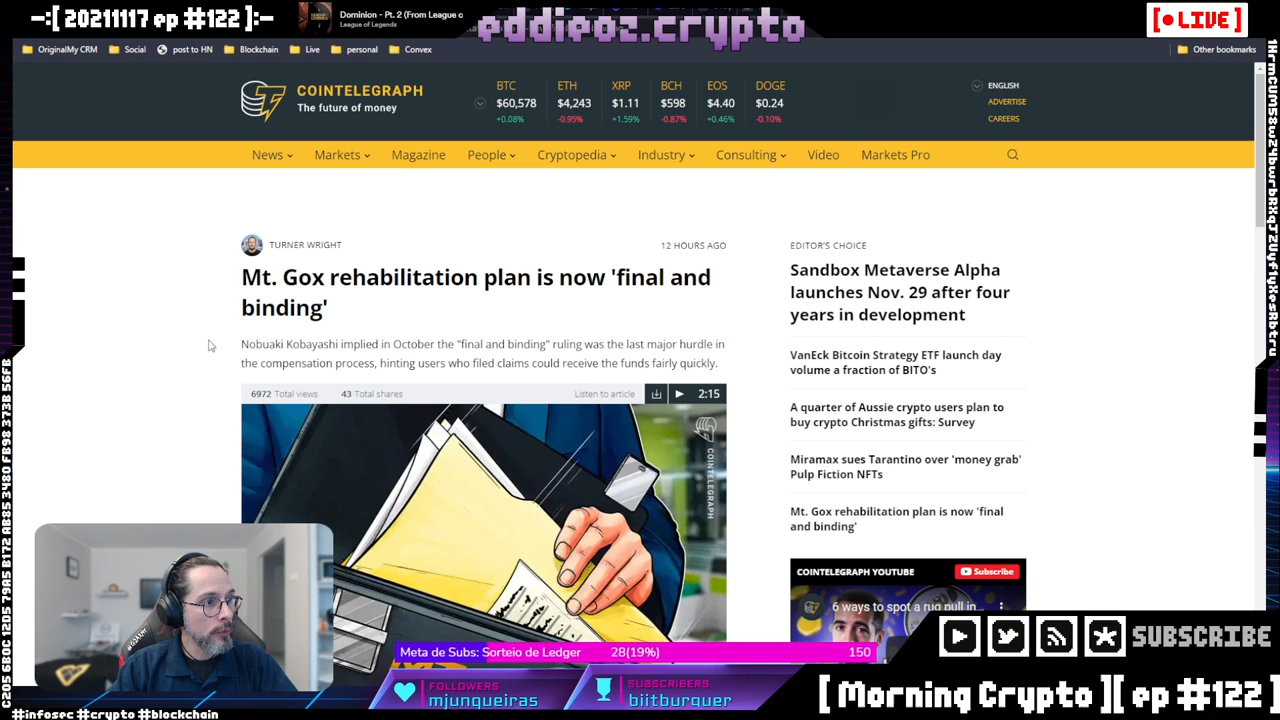 -:[ 20211117 ep #122 ]:-
Dominion - Pt. 2 (From League c
League of Legends
eddieoz.crypto
[● LIVE]
OriginalMy CRM
Social
post to HN
Blockchain
Live
personal
Convex
Other bookmarks
COINTELEGRAPH
The future of money
BTC ETH XRP BCH EOS DOGE
$60,578 $4,243 $1.11 $598 $4.40 $0.24
+0.08% -0.95% +1.59% -0.87% +0.46% -0.10%
ENGLISH
ADVERTISE
CAREERS
News Markets Magazine People Cryptopedia Industry Consulting Video Markets Pro
TURNER WRIGHT
12 HOURS AGO
Mt. Gox rehabilitation plan is now 'final and
binding'
Nobuaki Kobayashi implied in October the "final and binding" ruling was the last major hurdle in
the compensation process, hinting users who filed claims could receive the funds fairly quickly.
6972 Total views 43 Total shares Listen to article 2:15
COINTELEGRAPH
EDITOR'S CHOICE
Sandbox Metaverse Alpha
launches Nov. 29 after four
years in development
VanEck Bitcoin Strategy ETF launch day
volume a fraction of BITO's
A quarter of Aussie crypto users plan to
buy crypto Christmas gifts: Survey
Miramax sues Tarantino over 'money grab'
Pulp Fiction NFTs
Mt. Gox rehabilitation plan is now 'final
and binding'
COINTELEGRAPH YOUTUBE
Subscribe
6 ways to spot a rug pull in...
Meta de Subs: Sorteio de Ledger 28(19%) 150
FOLLOWERS
mjunqueiras
SUBSCRIBERS
biitburquer
SUBSCRIBE
[ Morning Crypto ][ ep #122 ]
#infosec #crypto #blockchain